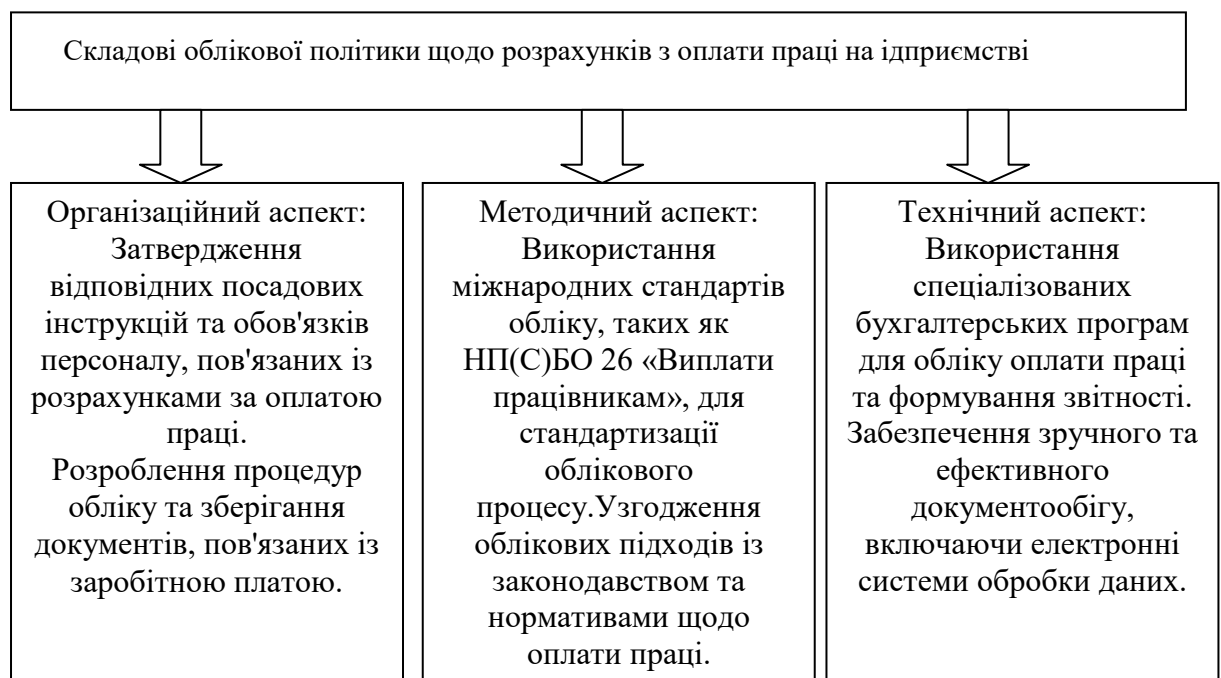 Складові облікової політики щодо розрахунків з оплати праці на ідприємстві
Організаційний аспект:
Затвердження
відповідних посадових
інструкцій та обов'язків
персоналу, пов'язаних із
розрахунками за оплатою
праці.
Розроблення процедур
обліку та зберігання
документів, пов'язаних із
заробітною платою.
Методичний аспект:
Використання
міжнародних стандартів
обліку, таких як
НП(С)БО 26 «Виплати
працівникам», для
стандартизації
облікового
процесу.Узгодження
облікових підходів із
законодавством та
нормативами щодо
оплати праці.
Технічний аспект:
Використання
спеціалізованих
бухгалтерських програм
для обліку оплати праці
та формування звітності.
Забезпечення зручного та
ефективного
документообігу,
включаючи електронні
системи обробки даних.